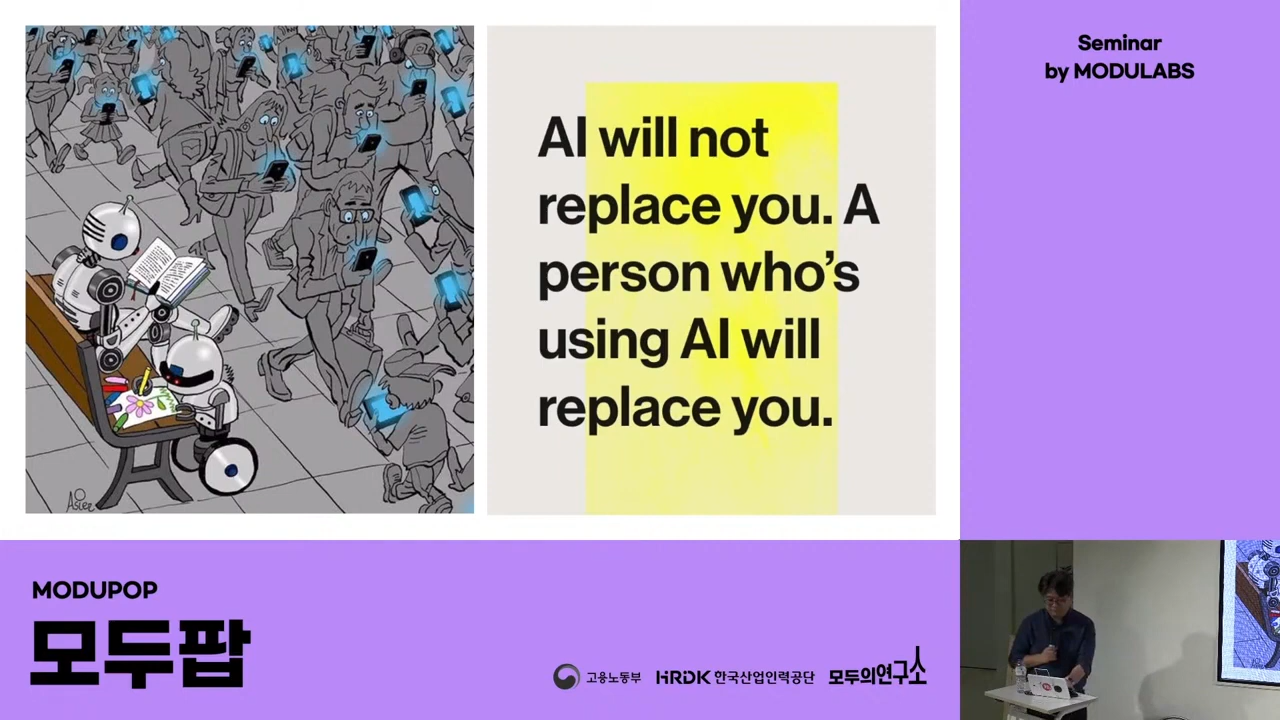 AI will not
replace you. A
person who’s
using AI will
replace you.
Seminar
by MODULABS
MODUPOP
모두팝
고용노동부
HRDK 한국산업인력공단
모두의연구소